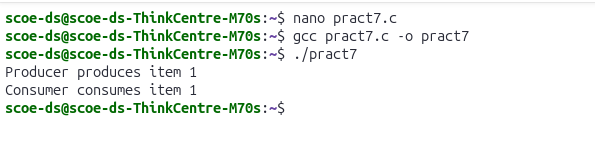 scoe-ds@scoe-ds-ThinkCentre-M70s:~$ nano pract7.c
scoe-ds@scoe-ds-ThinkCentre-M70s:~$ gcc pract7.c -o pract7
scoe-ds@scoe-ds-ThinkCentre-M70s:~$ ./pract7
Producer produces item 1
Consumer consumes item 1
scoe-ds@scoe-ds-ThinkCentre-M70s:~$